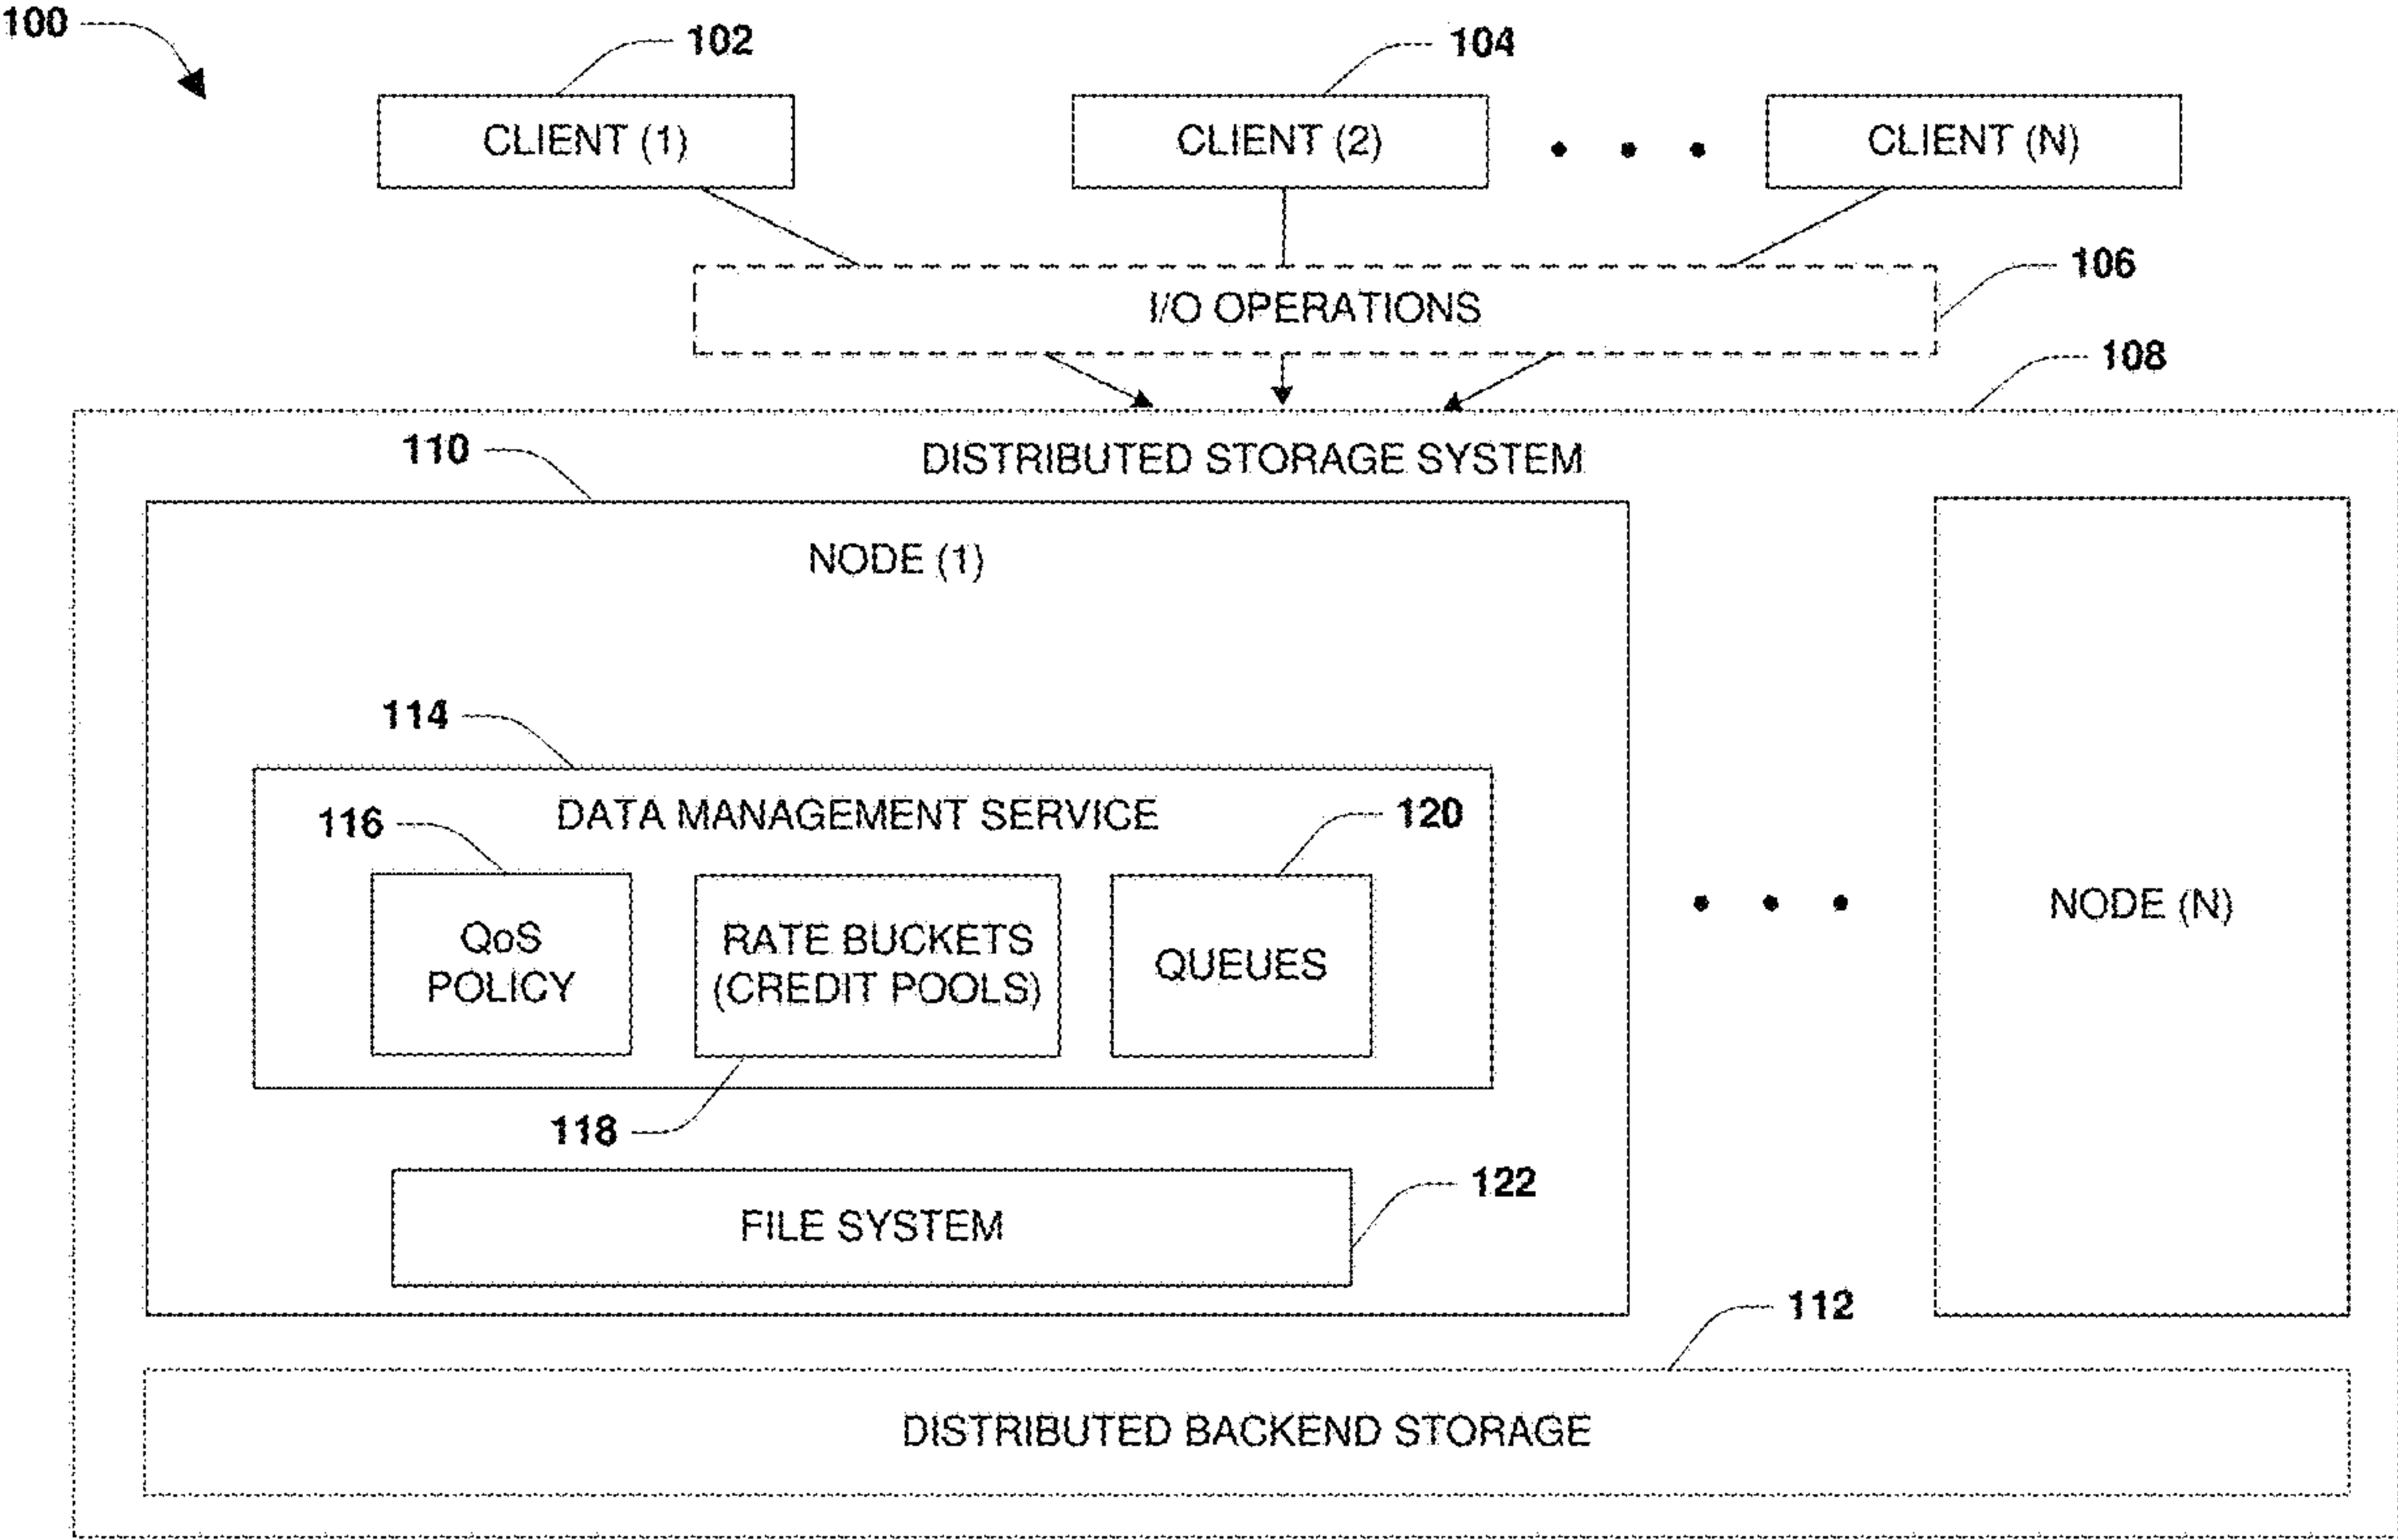 100
102
104
CLIENT (1)
CLIENT (2)
CLIENT (N)
106
I/O OPERATIONS
108
110
DISTRIBUTED STORAGE SYSTEM
NODE (1)
114
116
DATA MANAGEMENT SERVICE
120
QoS
POLICY
RATE BUCKETS
(CREDIT POOLS)
QUEUES
NODE (N)
118
122
FILE SYSTEM
112
DISTRIBUTED BACKEND STORAGE